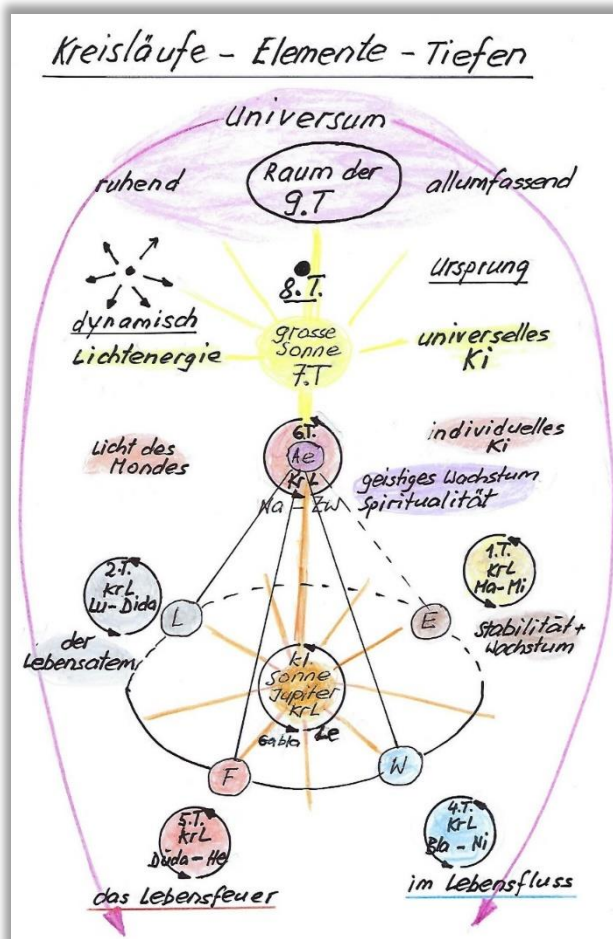 Kreisläufe - Elemente - Tiefen
Universum
ruhend
Raum der
9.T
allumfassend
8.T.
Ursprung
dynamisch
Lichtenergie
grosse
Sonne
7.T
universelles
Ki
Licht des
Mondes
6.T.
Ae
KrL
Na - Zw
individuelles
Ki
geistiges Wachstum
Spiritualität
2.T.
KrL
Lu-Dida
der
Lebensatem
L
1.T.
KrL
Ma-Mi
Stabilität +
Wachstum
E
kl.
Sonne
Jupiter
KrL
Gabla
Le
F
W
5.T.
KrL
Düda-He
das Lebensfeuer
4.T.
KrL
Bla-Ni
im Lebensfluss